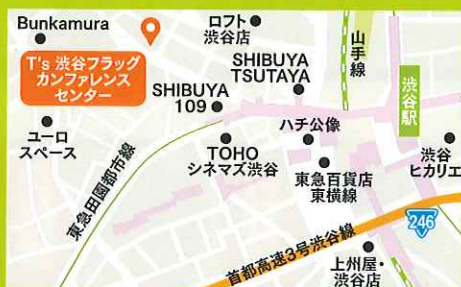 Bunkamura
ロフト
渋谷店
山手線
T's 渋谷フラッグ
カンファレンス
センター
SHIBUYA
TSUTAYA
SHIBUYA
109
渋谷駅
ユーロ
スペース
ハチ公像
TOHO
シネマズ渋谷
渋谷
ヒカリエ
東急百貨店
東横線
東急田園都市線
246
首都高速3号渋谷線
上州屋・
渋谷店